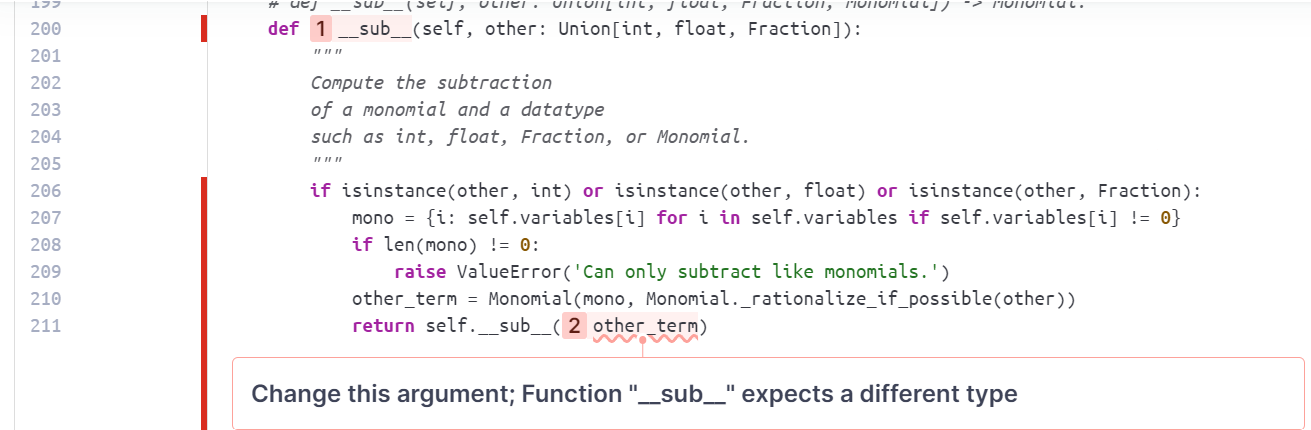 199 # def __sub__(self, other: Union[int, float, Fraction, Monomial]) -> Monomial:
200 def 1 __sub__(self, other: Union[int, float, Fraction]):
201 """
202 Compute the subtraction
203 of a monomial and a datatype
204 such as int, float, Fraction, or Monomial.
205 """
206 if isinstance(other, int) or isinstance(other, float) or isinstance(other, Fraction):
207 mono = {i: self.variables[i] for i in self.variables if self.variables[i] != 0}
208 if len(mono) != 0:
209 raise ValueError('Can only subtract like monomials.')
210 other_term = Monomial(mono, Monomial._rationalize_if_possible(other))
211 return self.__sub__( 2 other_term)
Change this argument; Function "__sub__" expects a different type